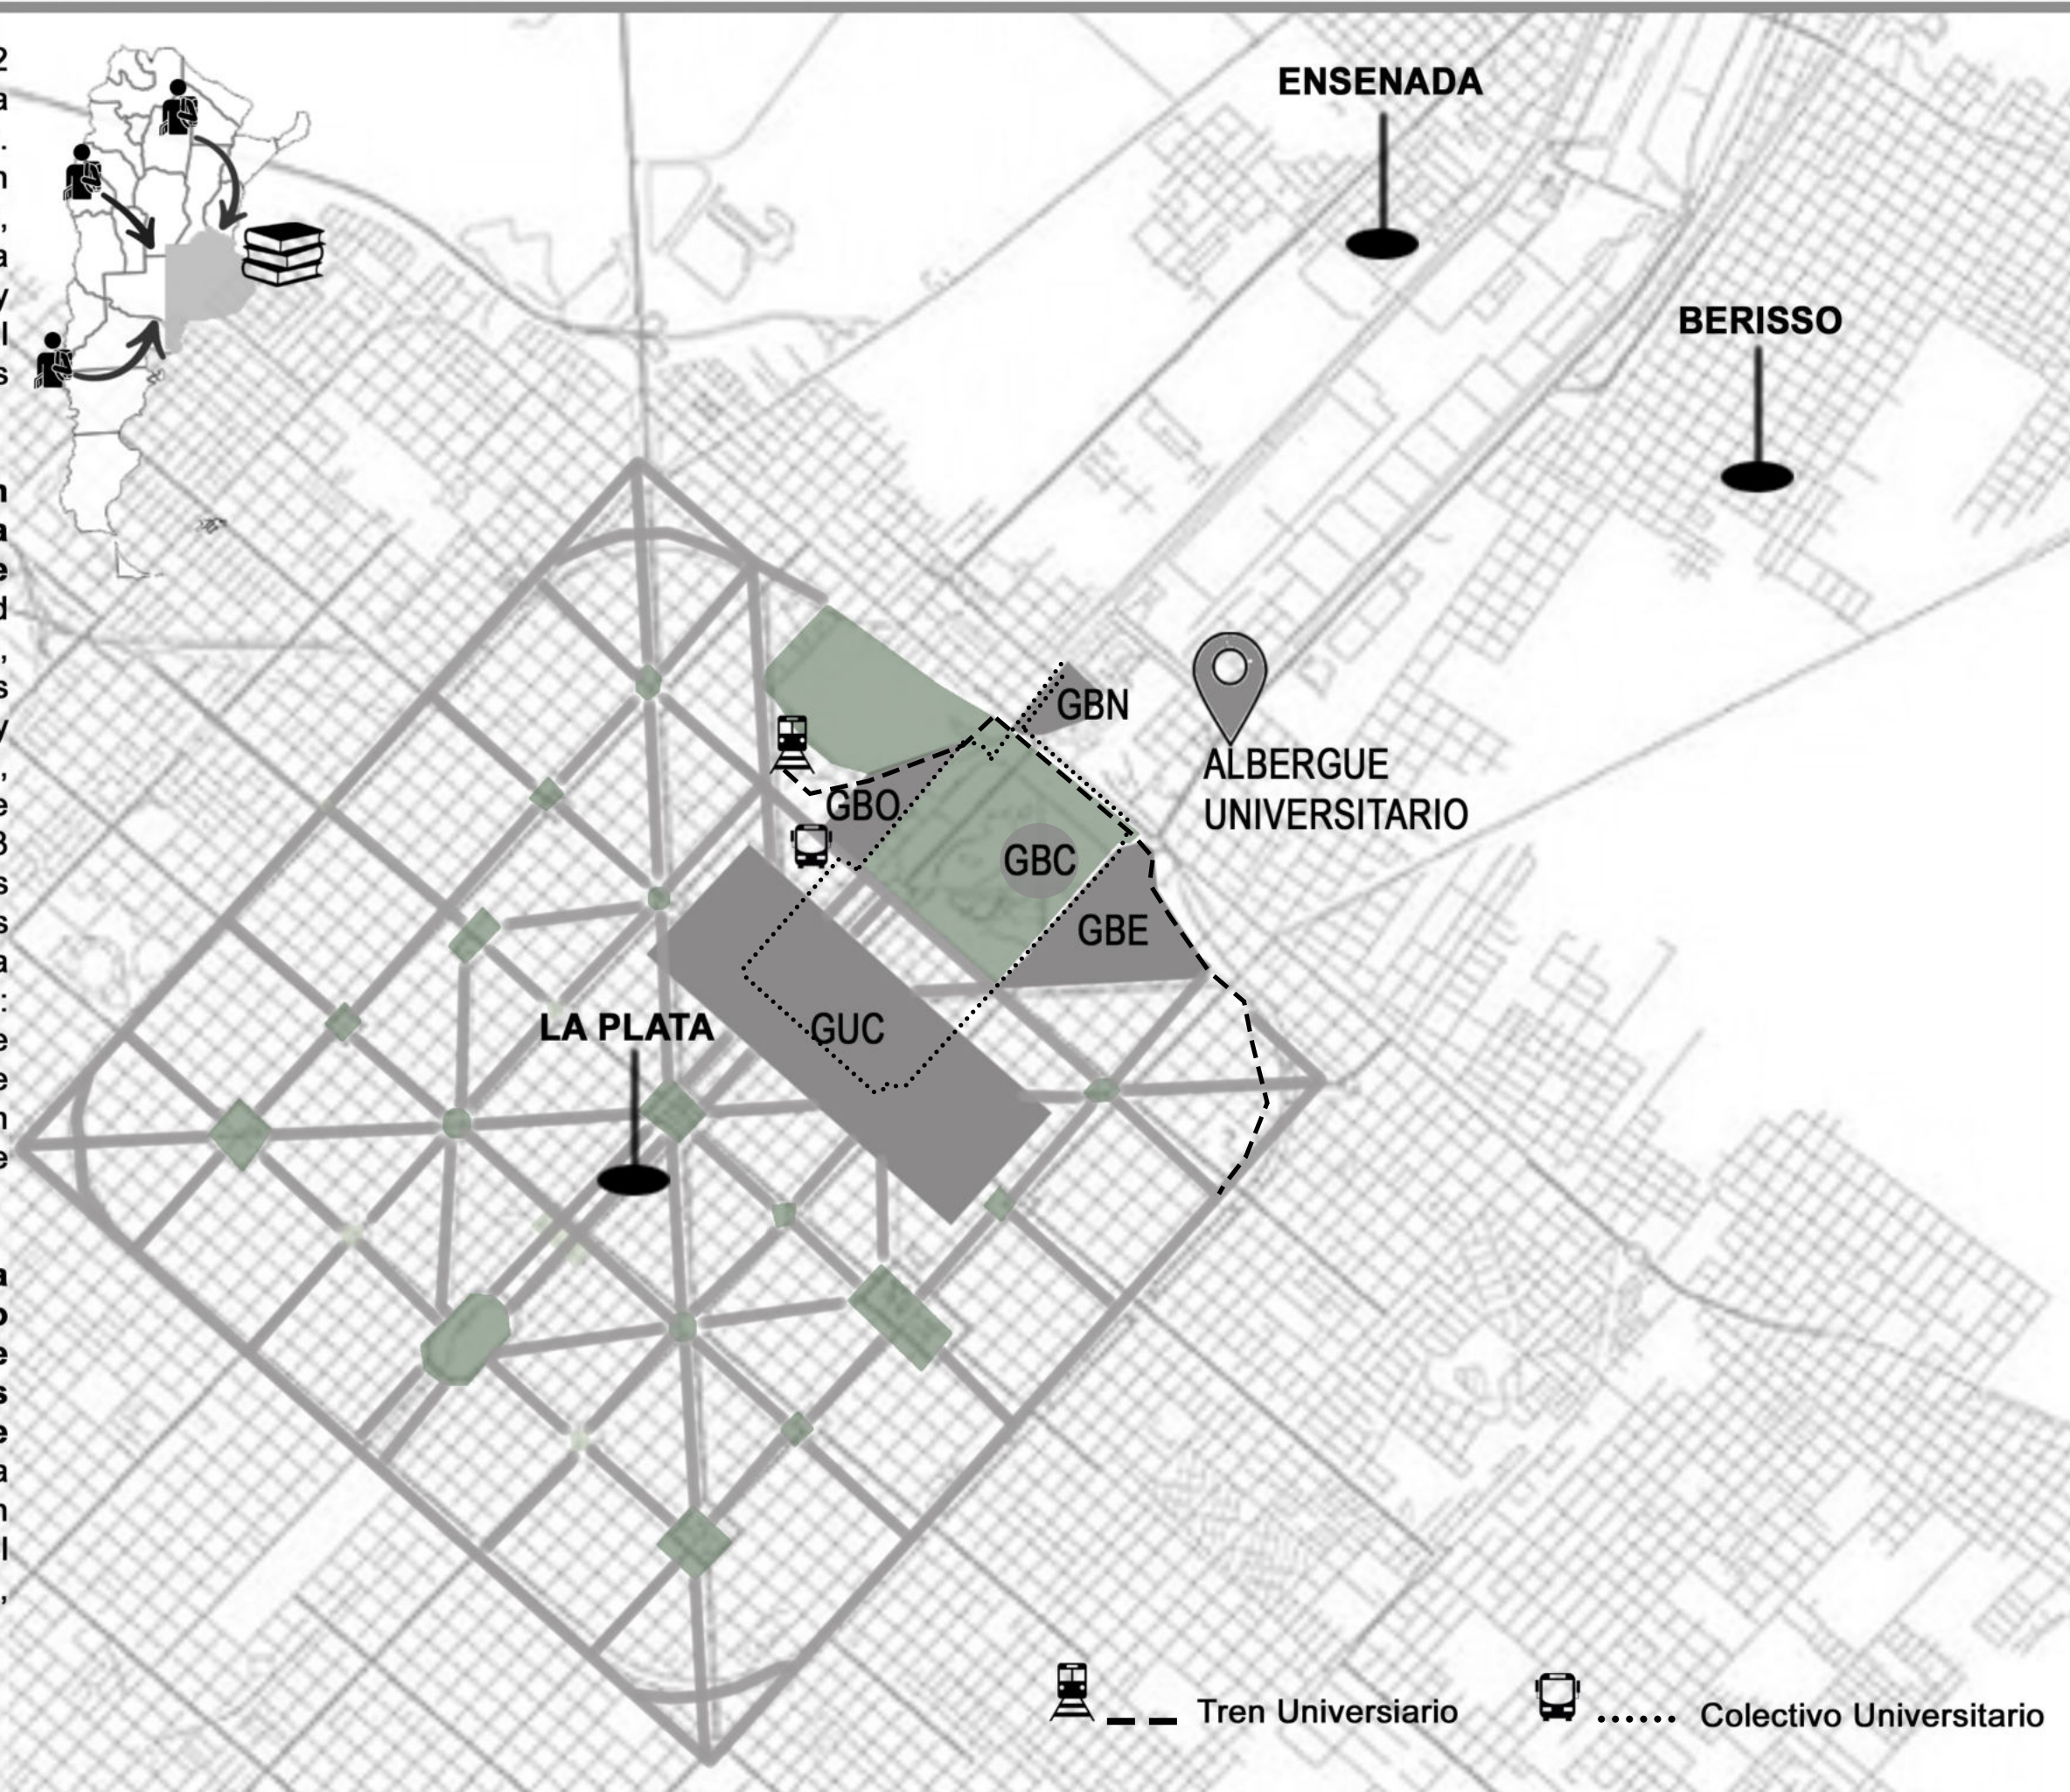 ENSENADA
BERISSO
GBN
ALBERGUE
UNIVERSITARIO
GBO
GBC
GBE
GUC
LA PLATA
Tren Universiario
Colectivo Universitario